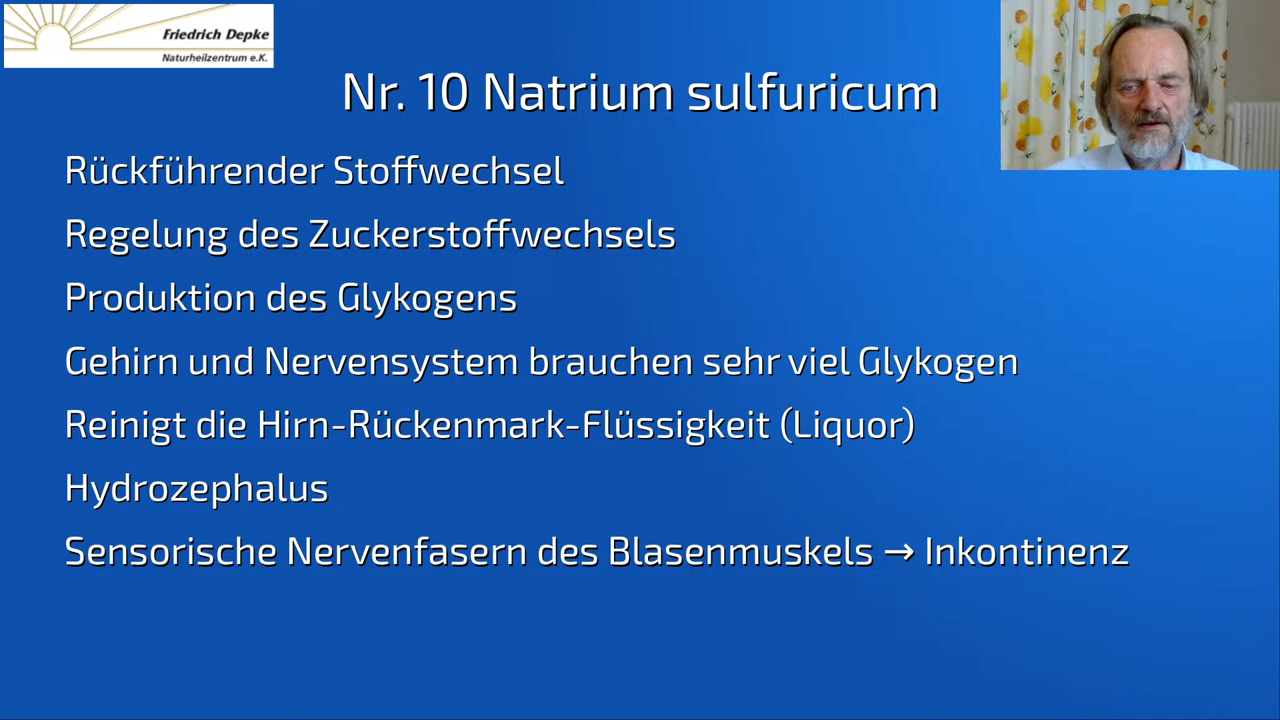 Friedrich Depke
Naturheilzentrum e.K.
Nr. 10 Natrium sulfuricum
Rückführender Stoffwechsel
Regelung des Zuckerstoffwechsels
Produktion des Glykogens
Gehirn und Nervensystem brauchen sehr viel Glykogen
Reinigt die Hirn-Rückenmark-Flüssigkeit (Liquor)
Hydrozephalus
Sensorische Nervenfasern des Blasenmuskels → Inkontinenz